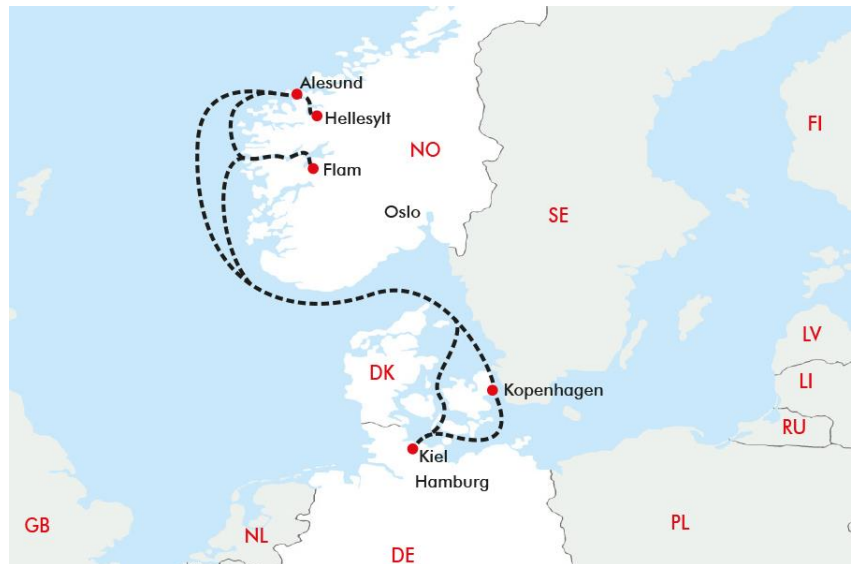 Alesund
Hellesylt
NO
FI
Flam
Oslo
SE
LV
DK
LI
Kopenhagen
RU
Kiel
Hamburg
GB
NL
PL
DE